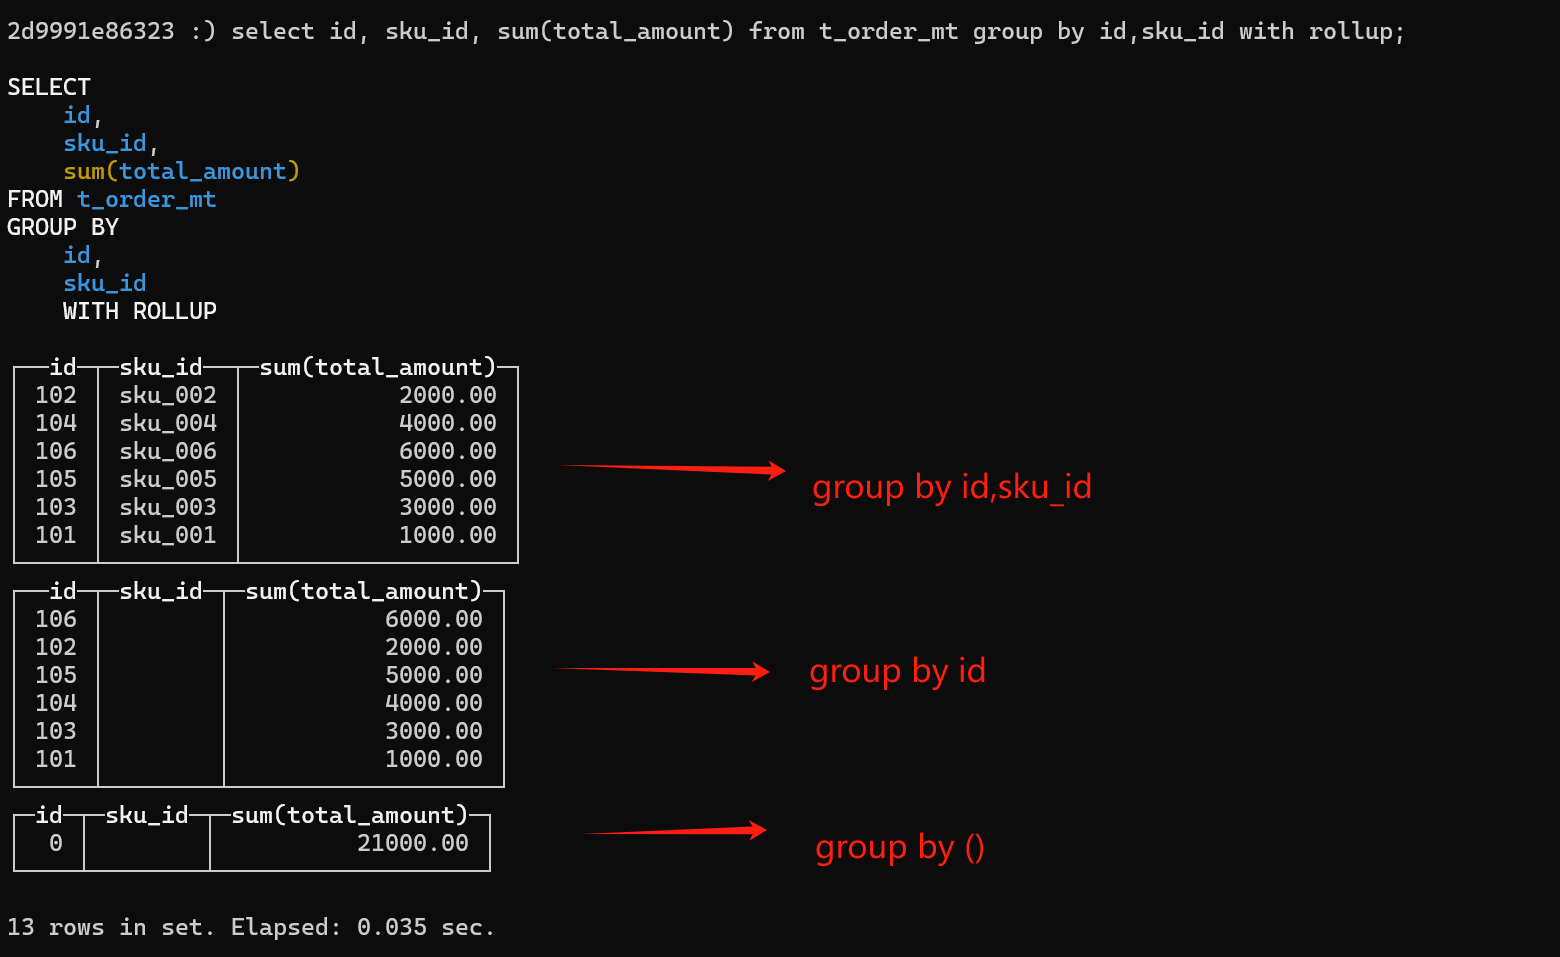 2d9991e86323 :) select id, sku_id, sum(total_amount) from t_order_mt group by id,sku_id with rollup;
SELECT
id,
sku_id,
sum(total_amount)
FROM t_order_mt
GROUP BY
id,
sku_id
WITH ROLLUP
id sku_id sum(total_amount)
102 sku_002 2000.00
104 sku_004 4000.00
106 sku_006 6000.00
105 sku_005 5000.00
103 sku_003 3000.00
101 sku_001 1000.00
group by id,sku_id
id sku_id sum(total_amount)
106 6000.00
102 2000.00
105 5000.00
104 4000.00
103 3000.00
101 1000.00
group by id
id sku_id sum(total_amount)
0 21000.00
group by ()
13 rows in set. Elapsed: 0.035 sec.